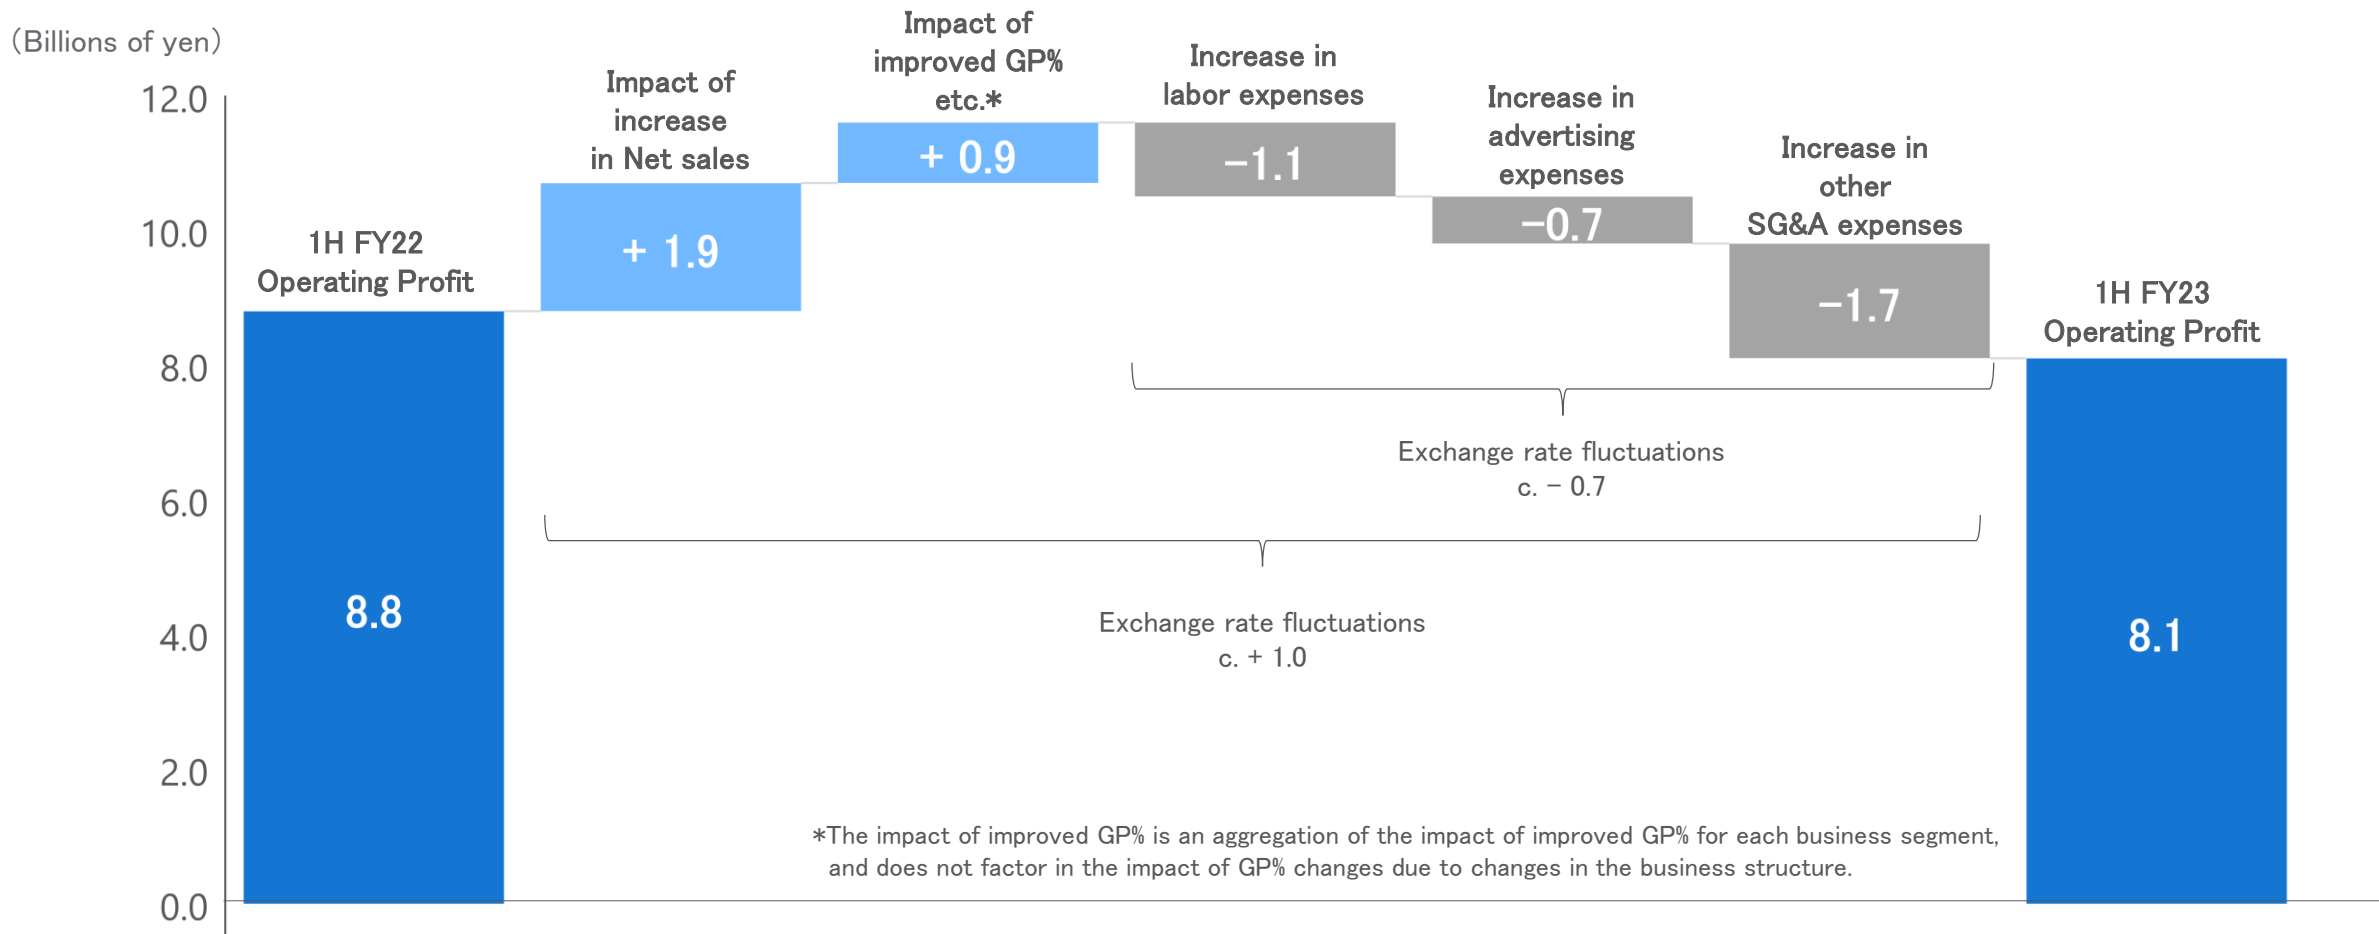 （Billions of yen）
12.0
10.0
8.0
6.0
4.0
2.0
0.0
1H FY22
Operating Profit
8.8
Impact of
increase
in Net sales
+ 1.9
Impact of
improved GP%
etc.*
+ 0.9
Increase in
labor expenses
−1.1
Increase in
advertising
expenses
−0.7
Increase in
other
SG&A expenses
−1.7
1H FY23
Operating Profit
8.1
Exchange rate fluctuations
c. − 0.7
Exchange rate fluctuations
c. + 1.0
*The impact of improved GP% is an aggregation of the impact of improved GP% for each business segment,
and does not factor in the impact of GP% changes due to changes in the business structure.